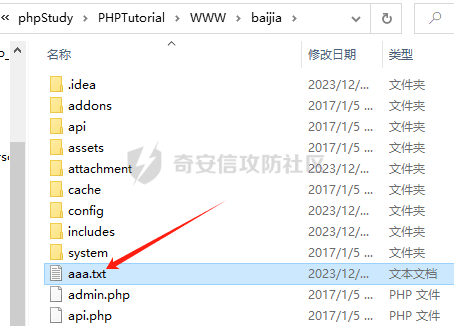 « phpStudy › PHPTutorial › WWW › baijia ›
名称 修改日期 类型
.idea 2023/12/... 文件夹
addons 2017/1/5 ... 文件夹
api 2017/1/5 ... 文件夹
assets 2017/1/5 ... 文件夹
attachment 2023/12/... 文件夹
cache 2017/1/5 ... 文件夹
config 2023/12/... 文件夹
includes 2023/12/... 文件夹
system 2017/1/5 ... 文件夹
aaa.txt 2023/12/... 文本文档
admin.php 2017/1/5 ... PHP 文件
api.php 2017/1/5 ... PHP 文件
奇安信攻防社区